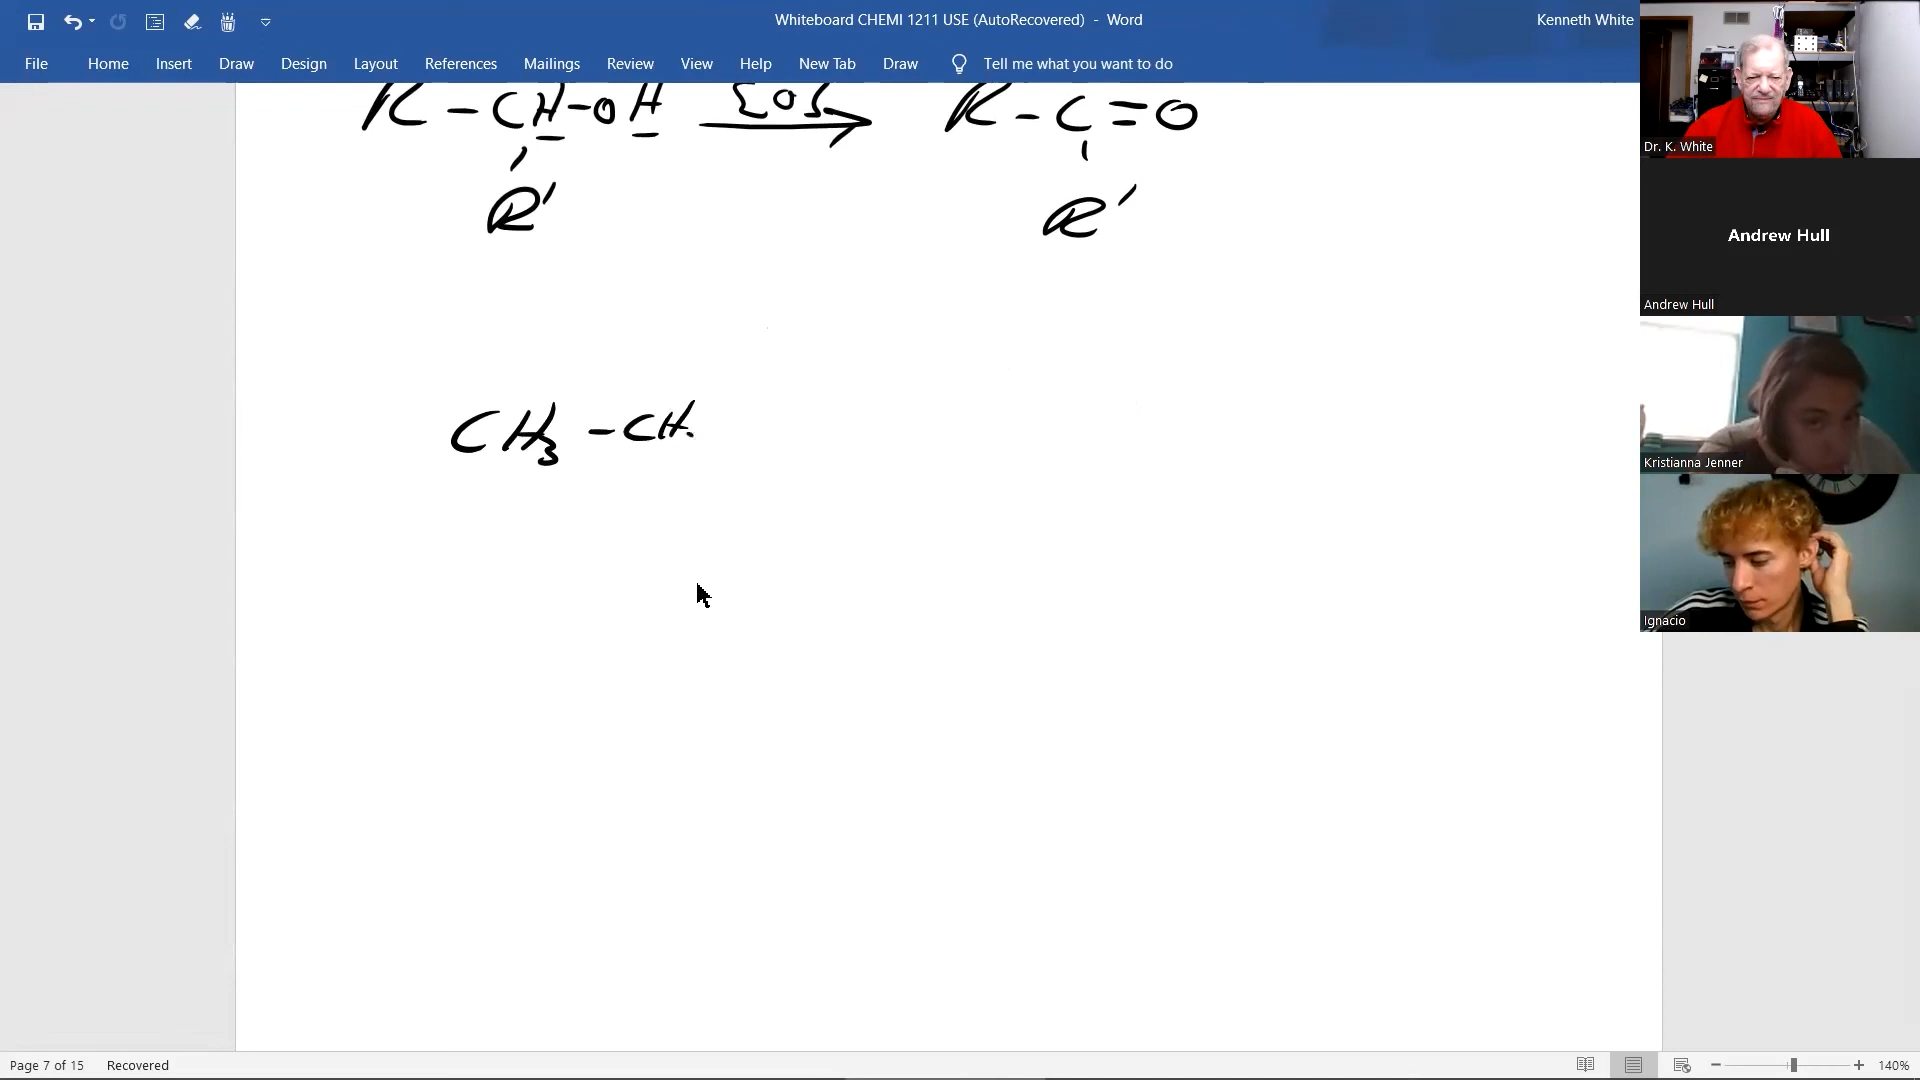 Whiteboard CHEMI 1211 USE (AutoRecovered) - Word
Kenneth White
File Home Insert Draw Design Layout References Mailings Review View Help New Tab Draw Tell me what you want to do
R - CH - OH {O} → R - C = O
R' R'
CH3 - CH
Dr. K. White
Andrew Hull
Andrew Hull
Kristianna Jenner
Ignacio
Page 7 of 15 Recovered 140%